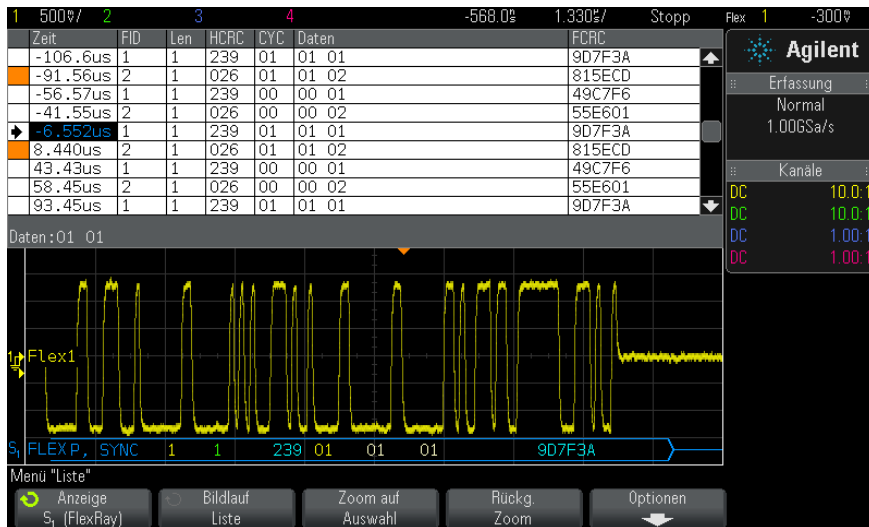 1 500⅟/ 2 3 4 -568.0ns 1.330s/ Stopp Flex 1 -300V
Zeit FID Len HCRC CYC Daten FCRC
-106.6us 1 1 239 01 01 01 9D7F3A
-91.56us 2 1 026 01 01 02 815ECD
-56.57us 1 1 239 00 00 01 49C7F6
-41.55us 2 1 026 00 00 02 55E601
-6.552us 1 1 239 01 01 01 9D7F3A
8.440us 2 1 026 01 01 02 815ECD
43.43us 1 1 239 00 00 01 49C7F6
58.45us 2 1 026 00 00 02 55E601
93.45us 1 1 239 01 01 01 9D7F3A
Daten:01 01
Agilent
Erfassung
Normal
1.00GSa/s
Kanäle
DC 10.0:1
DC 10.0:1
DC 1.00:1
DC 1.00:1
1 Flex1
S1 FLEX P, SYNC 1 1 239 01 01 01 9D7F3A
Menü "Liste"
Anzeige
S1 (FlexRay)
Bildlauf
Liste
Zoom auf
Auswahl
Rückg.
Zoom
Optionen